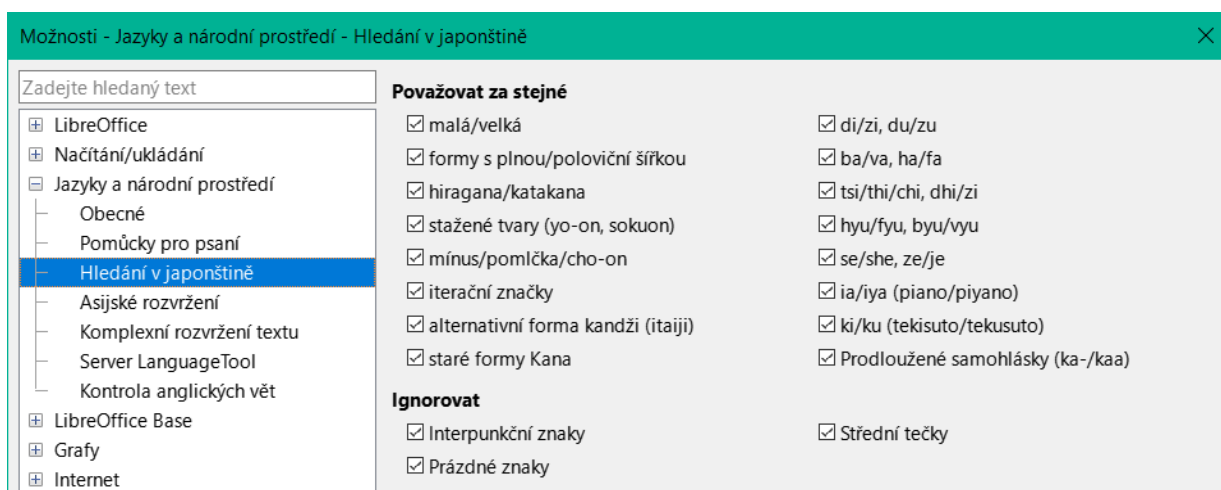 Možnosti - Jazyky a národní prostředí - Hledání v japonštině
Zadejte hledaný text
LibreOffice
Načítání/ukládání
Jazyky a národní prostředí
Obecné
Pomůcky pro psaní
Hledání v japonštině
Asijské rozvržení
Komplexní rozvržení textu
Server LanguageTool
Kontrola anglických vět
LibreOffice Base
Grafy
Internet
Považovat za stejné
malá/velká
formy s plnou/poloviční šířkou
hiragana/katakana
stažené tvary (yo-on, sokuon)
mínus/pomlčka/cho-on
iterační značky
alternativní forma kandži (itaiji)
staré formy Kana
di/zi, du/zu
ba/va, ha/fa
tsi/thi/chi, dhi/zi
hyu/fyu, byu/vyu
se/she, ze/je
ia/iya (piano/piyano)
ki/ku (tekisuto/tekusuto)
Prodloužené samohlásky (ka-/kaa)
Ignorovat
Interpunkční znaky
Prázdné znaky
Střední tečky